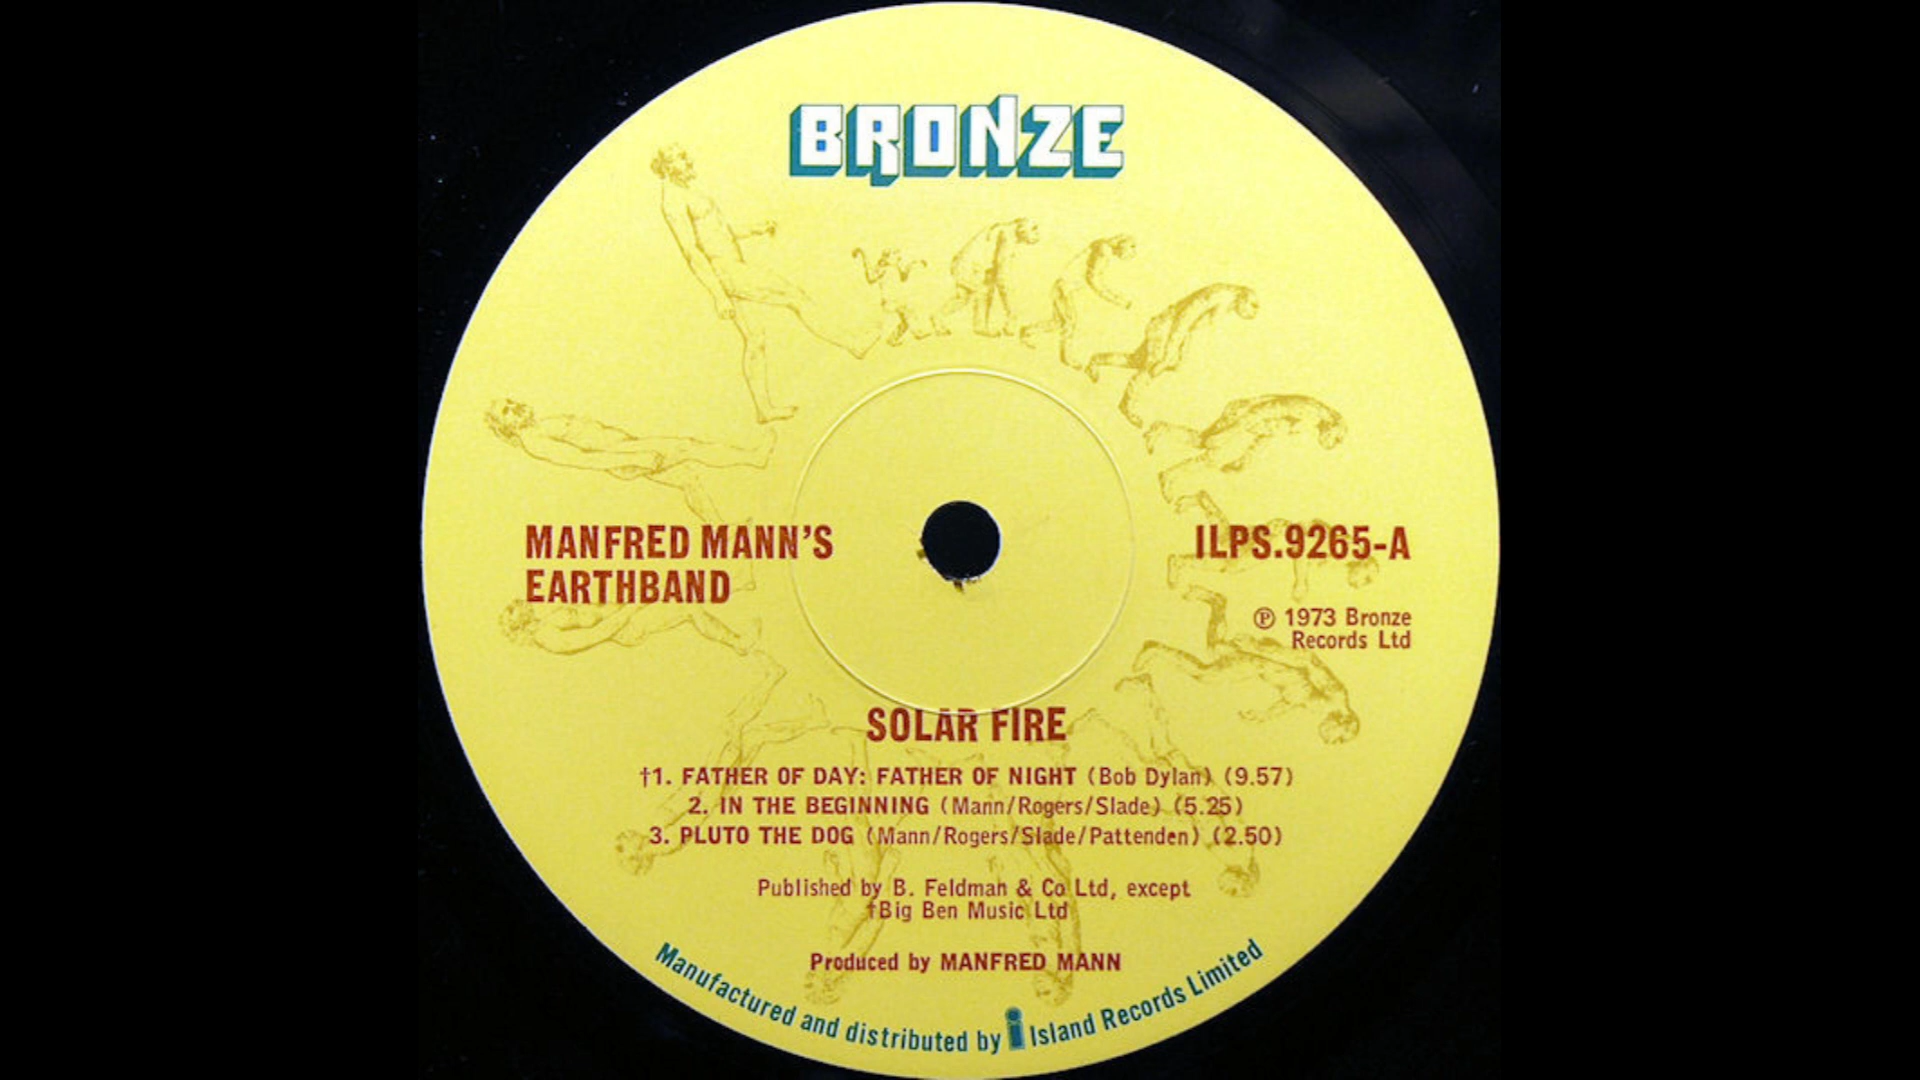 BRONZE
MANFRED MANN'S
EARTHBAND
ILPS.9265-A
℗ 1973 Bronze
Records Ltd
SOLAR FIRE
†1. FATHER OF DAY: FATHER OF NIGHT (Bob Dylan) (9.57)
2. IN THE BEGINNING (Mann/Rogers/Slade) (5.25)
3. PLUTO THE DOG (Mann/Rogers/Slade/Pattenden) (2.50)
Published by B. Feldman & Co Ltd, except
†Big Ben Music Ltd
Produced by MANFRED MANN
Manufactured and distributed by i Island Records Limited